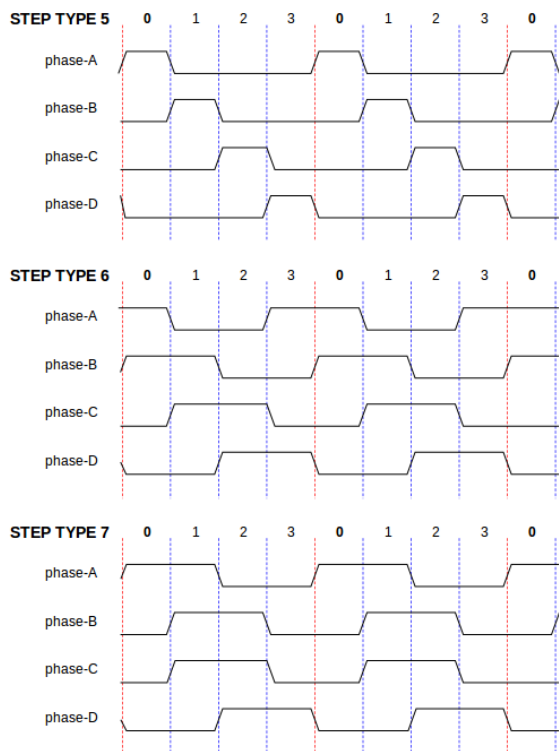 STEP TYPE 5 0 1 2 3 0 1 2 3 0
phase-A
phase-B
phase-C
phase-D
STEP TYPE 6 0 1 2 3 0 1 2 3 0
phase-A
phase-B
phase-C
phase-D
STEP TYPE 7 0 1 2 3 0 1 2 3 0
phase-A
phase-B
phase-C
phase-D